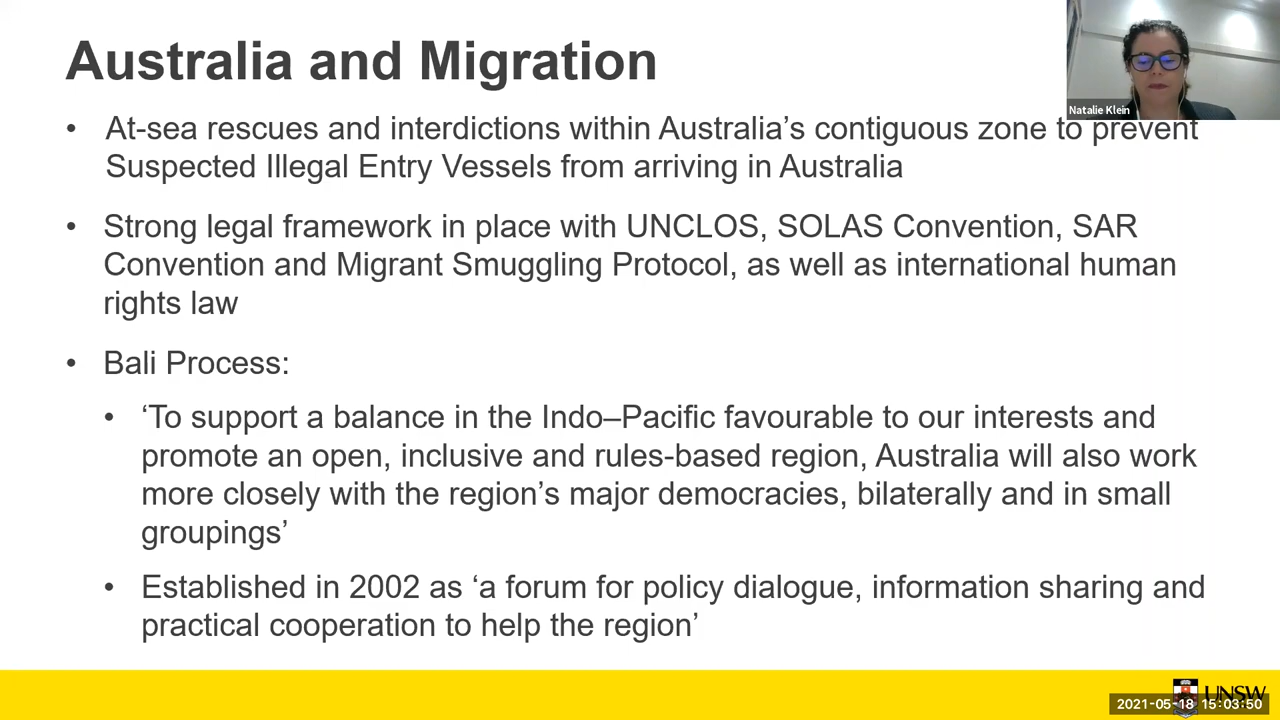 Australia and Migration
Natalie Klein
• At-sea rescues and interdictions within Australia’s contiguous zone to prevent
Suspected Illegal Entry Vessels from arriving in Australia
• Strong legal framework in place with UNCLOS, SOLAS Convention, SAR
Convention and Migrant Smuggling Protocol, as well as international human
rights law
• Bali Process:
• ‘To support a balance in the Indo–Pacific favourable to our interests and
promote an open, inclusive and rules-based region, Australia will also work
more closely with the region’s major democracies, bilaterally and in small
groupings’
• Established in 2002 as ‘a forum for policy dialogue, information sharing and
practical cooperation to help the region’
UNSW
2021-05-18 15:03:50